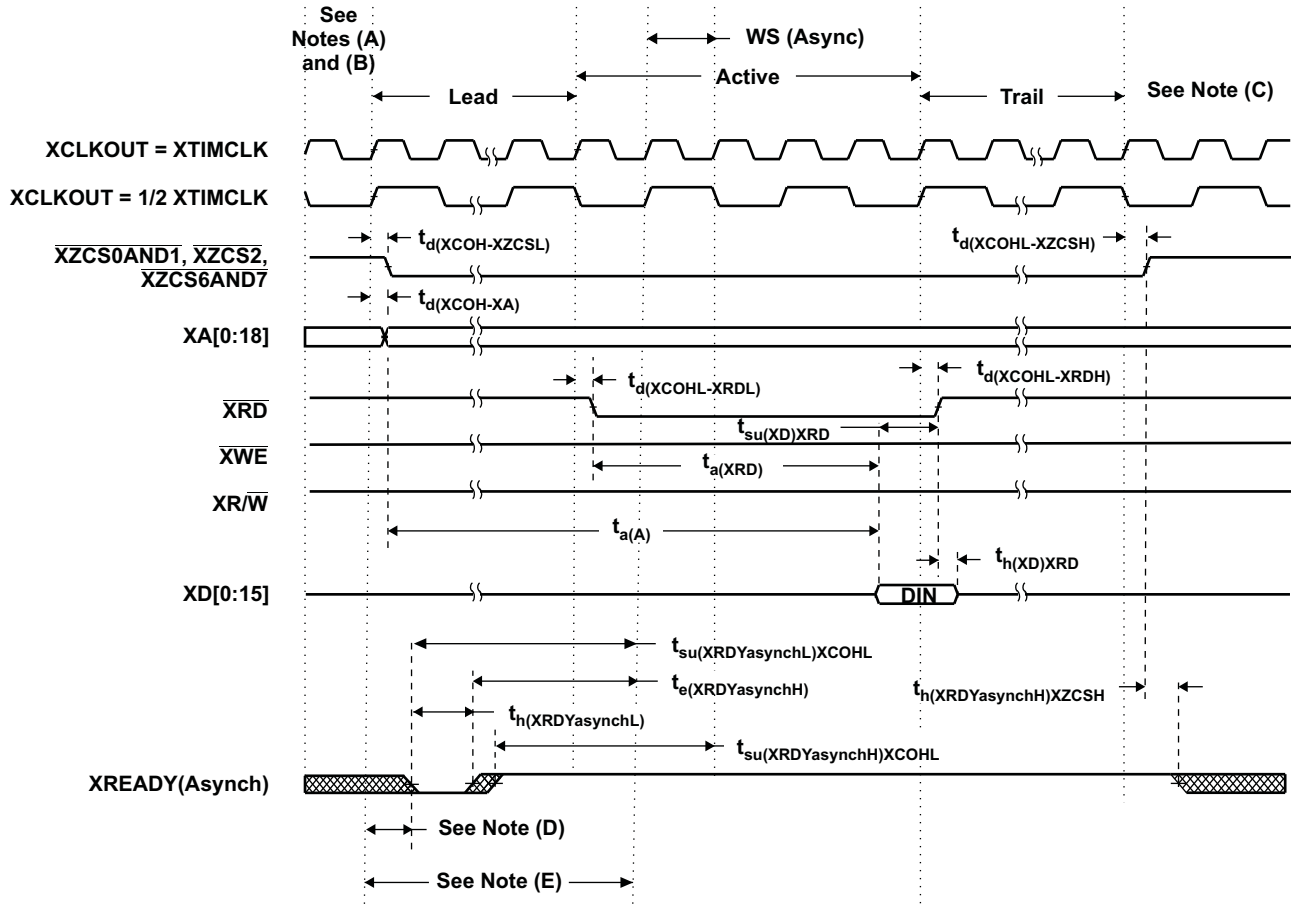 See
Notes (A)
and (B)
WS (Async)
Active
Lead
Trail
See Note (C)
XCLKOUT = XTIMCLK
XCLKOUT = 1/2 XTIMCLK
td(XCOH-XZCSL)
td(XCOHL-XZCSH)
XZCS0AND1, XZCS2,
XZCS6AND7
td(XCOH-XA)
XA[0:18]
td(XCOHL-XRDL)
td(XCOHL-XRDH)
XRD
tsu(XD)XRD
XWE
ta(XRD)
XR/W
ta(A)
th(XD)XRD
XD[0:15]
DIN
tsu(XRDYasynchL)XCOHL
te(XRDYasynchH)
th(XRDYasynchH)XZCSH
th(XRDYasynchL)
tsu(XRDYasynchH)XCOHL
XREADY(Asynch)
See Note (D)
See Note (E)